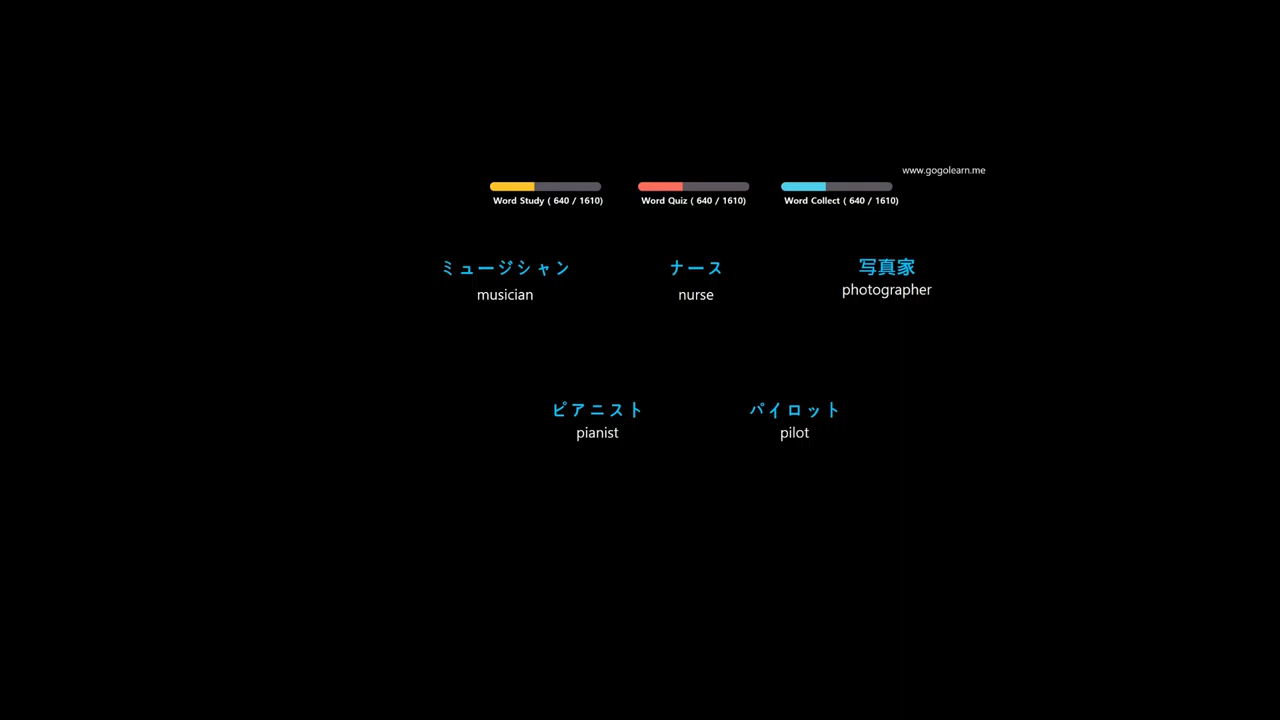 www.gogolearn.me
Word Study ( 640 / 1610)
Word Quiz ( 640 / 1610)
Word Collect ( 640 / 1610)
ミュージシャン
ナース
写真家
musician
nurse
photographer
ピアニスト
パイロット
pianist
pilot